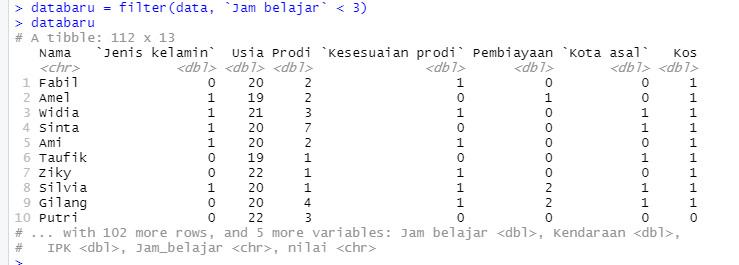 > databaru = filter(data, `Jam belajar` < 3)
> databaru
# A tibble: 112 x 13
   Nama   `Jenis kelamin`  Usia Prodi `Kesesuaian prodi` Pembiayaan `Kota asal`   Kos
   <chr>            <dbl> <dbl> <dbl>              <dbl>      <dbl>       <dbl> <dbl>
 1 Fabil                0    20     2                  1          0           0     1
 2 Amel                 1    19     2                  0          1           0     1
 3 Widia                1    21     3                  1          0           1     1
 4 Sinta                1    20     7                  0          0           1     1
 5 Ami                  1    20     2                  1          0           0     1
 6 Taufik               0    19     1                  0          0           1     1
 7 Ziky                 0    22     1                  1          0           0     1
 8 Silvia               1    20     1                  1          2           1     1
 9 Gilang               0    20     4                  1          2           1     1
10 Putri                0    22     3                  0          0           0     0
# ... with 102 more rows, and 5 more variables: Jam belajar <dbl>, Kendaraan <dbl>,
#   IPK <dbl>, Jam_belajar <chr>, nilai <chr>
>